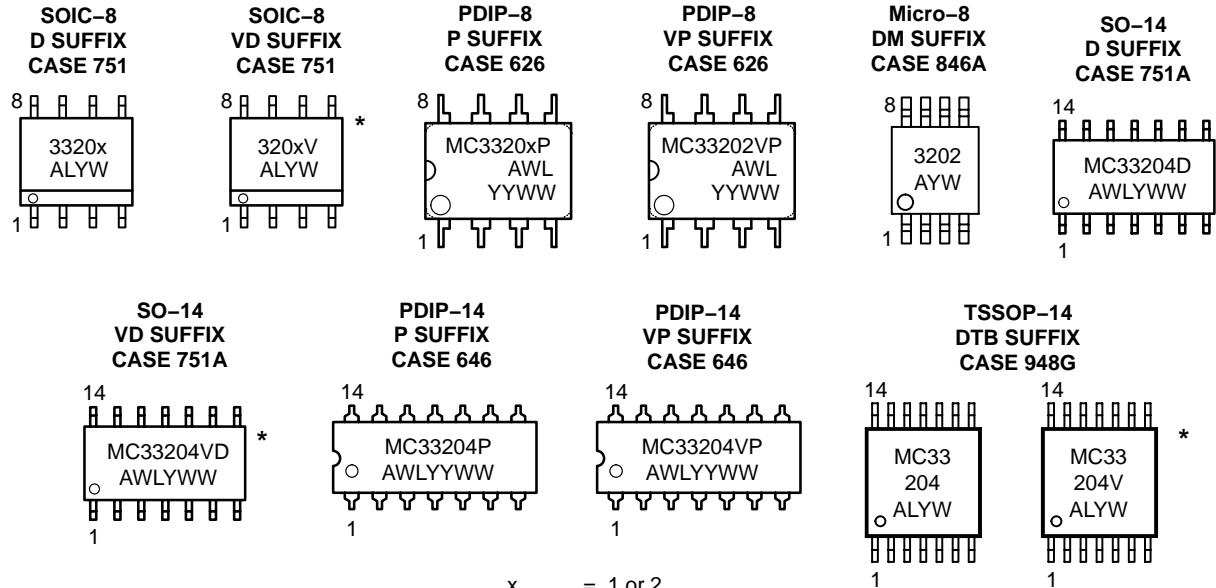 SOIC–8
D SUFFIX
CASE 751
8
3320x
ALYW
1
SOIC–8
VD SUFFIX
CASE 751
8
320xV
ALYW
*
1
PDIP–8
P SUFFIX
CASE 626
8
MC3320xP
AWL
YYWW
1
PDIP–8
VP SUFFIX
CASE 626
8
MC33202VP
AWL
YYWW
1
Micro–8
DM SUFFIX
CASE 846A
8
3202
AYW
1
SO–14
D SUFFIX
CASE 751A
14
MC33204D
AWLYWW
1
SO–14
VD SUFFIX
CASE 751A
14
MC33204VD
AWLYWW
*
1
PDIP–14
P SUFFIX
CASE 646
14
MC33204P
AWLYYWW
1
PDIP–14
VP SUFFIX
CASE 646
14
MC33204VP
AWLYYWW
1
TSSOP–14
DTB SUFFIX
CASE 948G
14
MC33
204
ALYW
1
14
MC33
204V
ALYW
*
1
x = 1 or 2